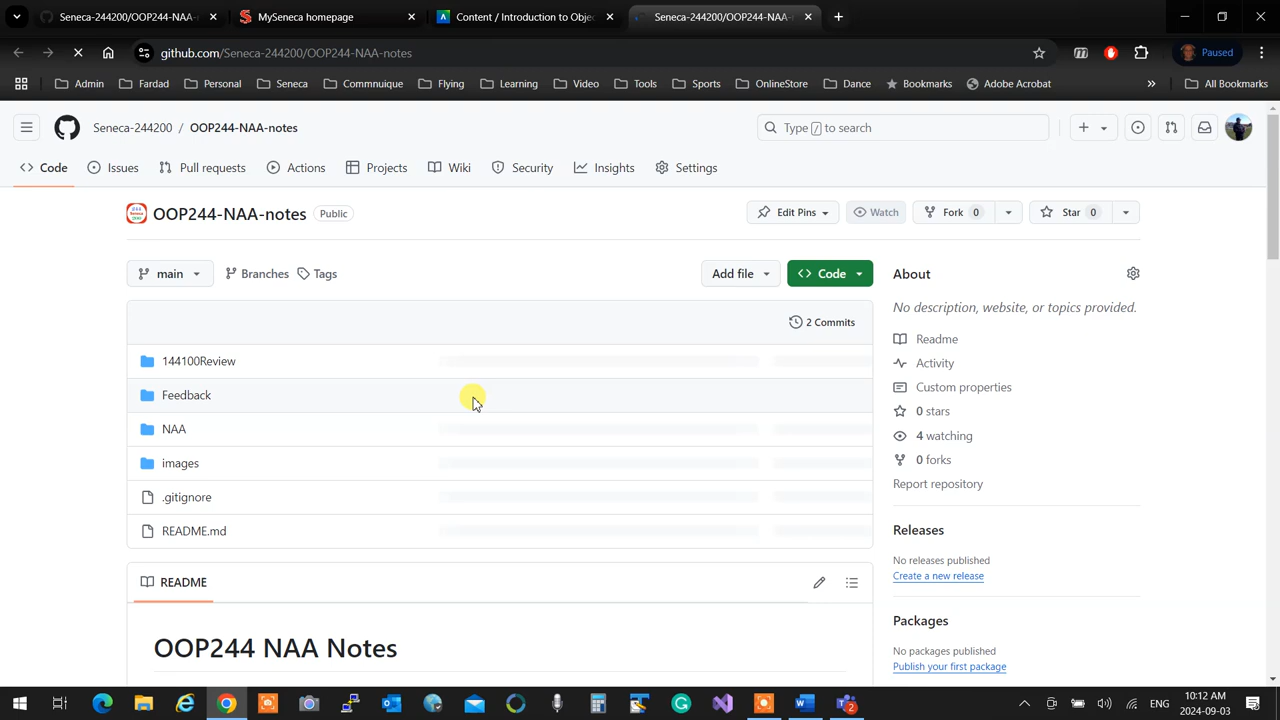 Seneca-244200/OOP244-NAA-
MySeneca homepage
Content / Introduction to Obje
Seneca-244200/OOP244-NAA-
github.com/Seneca-244200/OOP244-NAA-notes
Paused
Admin
Fardad
Personal
Seneca
Commnuique
Flying
Learning
Video
Tools
Sports
OnlineStore
Dance
Bookmarks
Adobe Acrobat
All Bookmarks
Seneca-244200 / OOP244-NAA-notes
Type / to search
Code
Issues
Pull requests
Actions
Projects
Wiki
Security
Insights
Settings
OOP244-NAA-notes Public
Edit Pins
Watch
Fork 0
Star 0
main
Branches
Tags
Add file
Code
About
No description, website, or topics provided.
2 Commits
144100Review
Feedback
NAA
images
.gitignore
README.md
Readme
Activity
Custom properties
0 stars
4 watching
0 forks
Report repository
Releases
No releases published
Create a new release
Packages
No packages published
Publish your first package
README
OOP244 NAA Notes
ENG
10:12 AM
2024-09-03
2